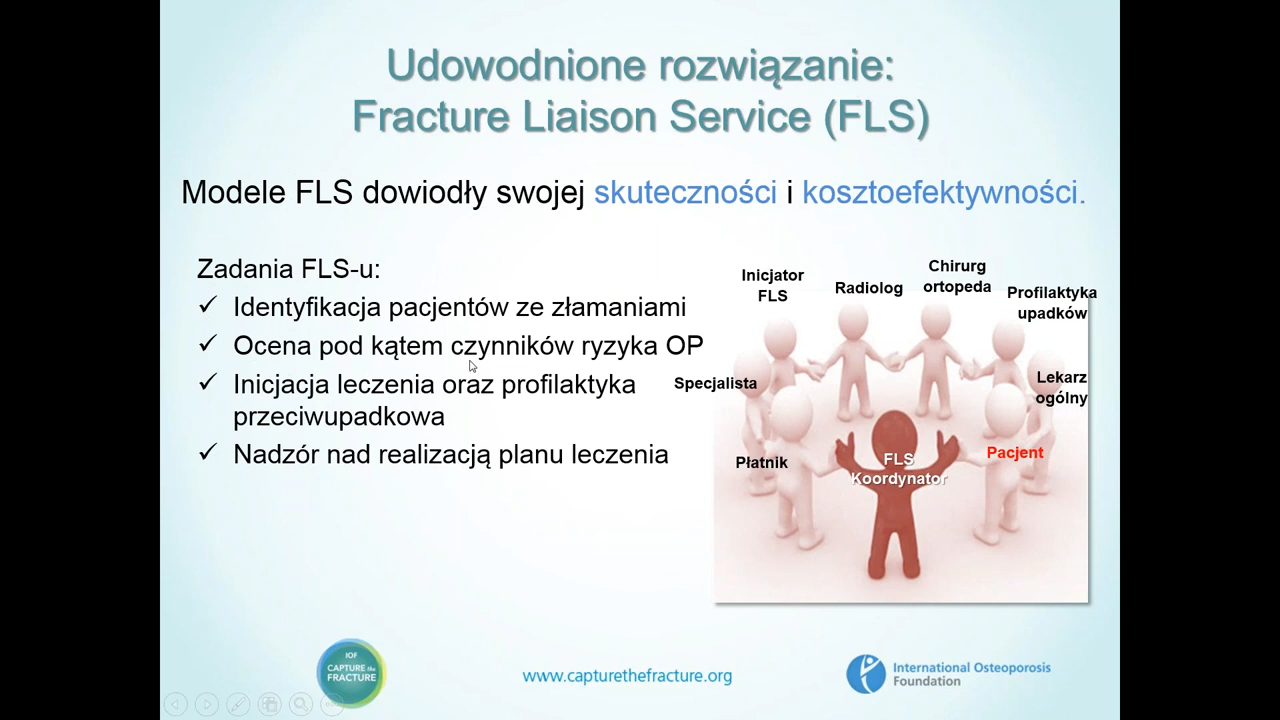 Udowodnione rozwiązanie:
Fracture Liaison Service (FLS)
Modele FLS dowiodły swojej skuteczności i kosztoefektywności.
Zadania FLS-u:
✓ Identyfikacja pacjentów ze złamaniami
✓ Ocena pod kątem czynników ryzyka OP
✓ Inicjacja leczenia oraz profilaktyka
przeciwupadkowa
✓ Nadzór nad realizacją planu leczenia
Inicjator
FLS
Radiolog
Chirurg
ortopeda
Profilaktyka
upadków
Specjalista
Lekarz
ogólny
Płatnik
FLS
Koordynator
Pacjent
IOF
CAPTURE the
FRACTURE
www.capturethefracture.org
International Osteoporosis
Foundation